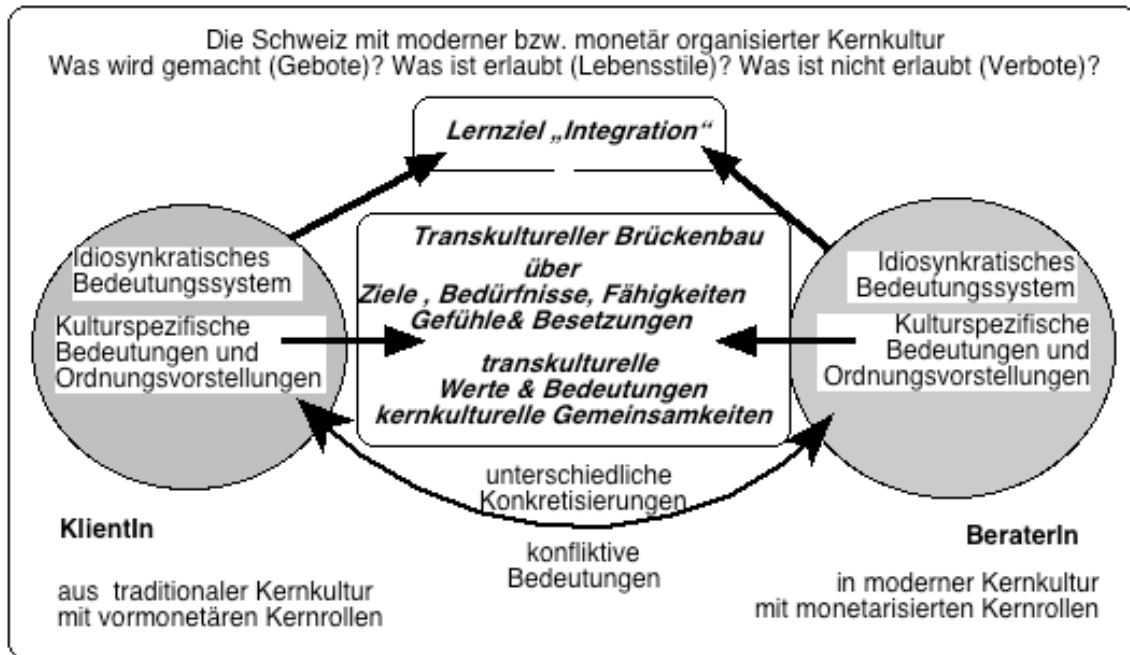 Die Schweiz mit moderner bzw. monetär organisierter Kernkultur
Was wird gemacht (Gebote)? Was ist erlaubt (Lebensstile)? Was ist nicht erlaubt (Verbote)?
Lernziel „Integration“
Idiosynkratisches
Bedeutungssystem
Kulturspezifische
Bedeutungen und
Ordnungsvorstellungen
Transkultureller Brückenbau
über
Ziele , Bedürfnisse, Fähigkeiten
Gefühle& Besetzungen
transkulturelle
Werte & Bedeutungen
kernkulturelle Gemeinsamkeiten
Idiosynkratisches
Bedeutungssystem
Kulturspezifische
Bedeutungen und
Ordnungsvorstellungen
unterschiedliche
Konkretisierungen
konfliktive
Bedeutungen
KlientIn
aus traditionaler Kernkultur
mit vormonetären Kernrollen
BeraterIn
in moderner Kernkultur
mit monetarisierten Kernrollen